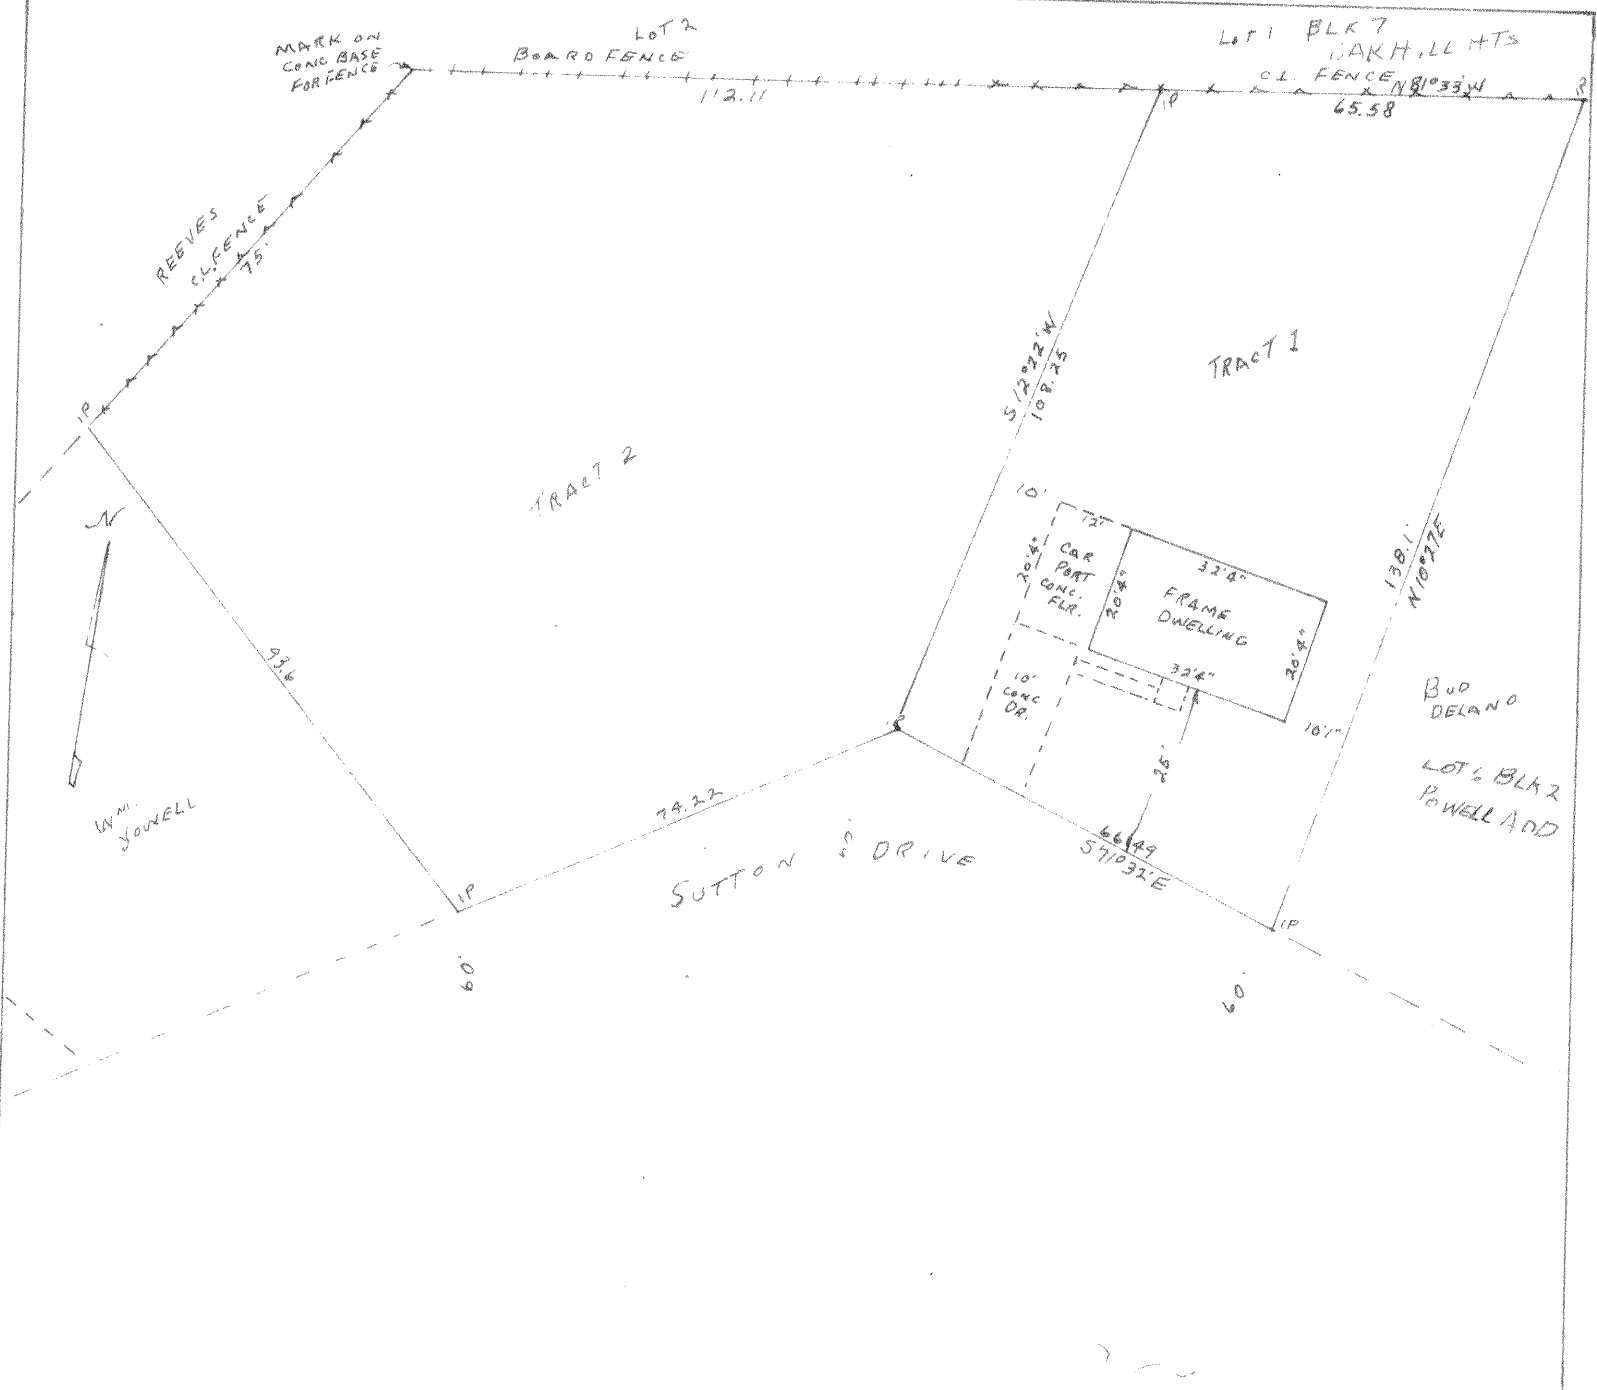 LOT 2
BOARD FENCE
112.11
MARK ON
CONC BASE
FOR FENCE
LOT 1 BLK 7
OAKHILL HTS
C.L. FENCE N81°33'W
65.58
IP
IP
REEVES
C.L. FENCE
75'
IP
S12°22'W
108.25
TRACT 1
TRACT 2
N
10'
12'
20'4"
CAR
PORT
CONC.
FLR.
20'4"
32'4"
FRAME
DWELLING
32'4"
20'4"
138.1'
N10°27'E
93.6
10'
CONC
DR.
25'
10'1"
BUD
DELANO
LOT 6 BLK 2
POWELL ADD
WM.
YOWELL
IP
74.22
66.49
S71°32'E
SUTTON DRIVE
IP
IP
60'
60'